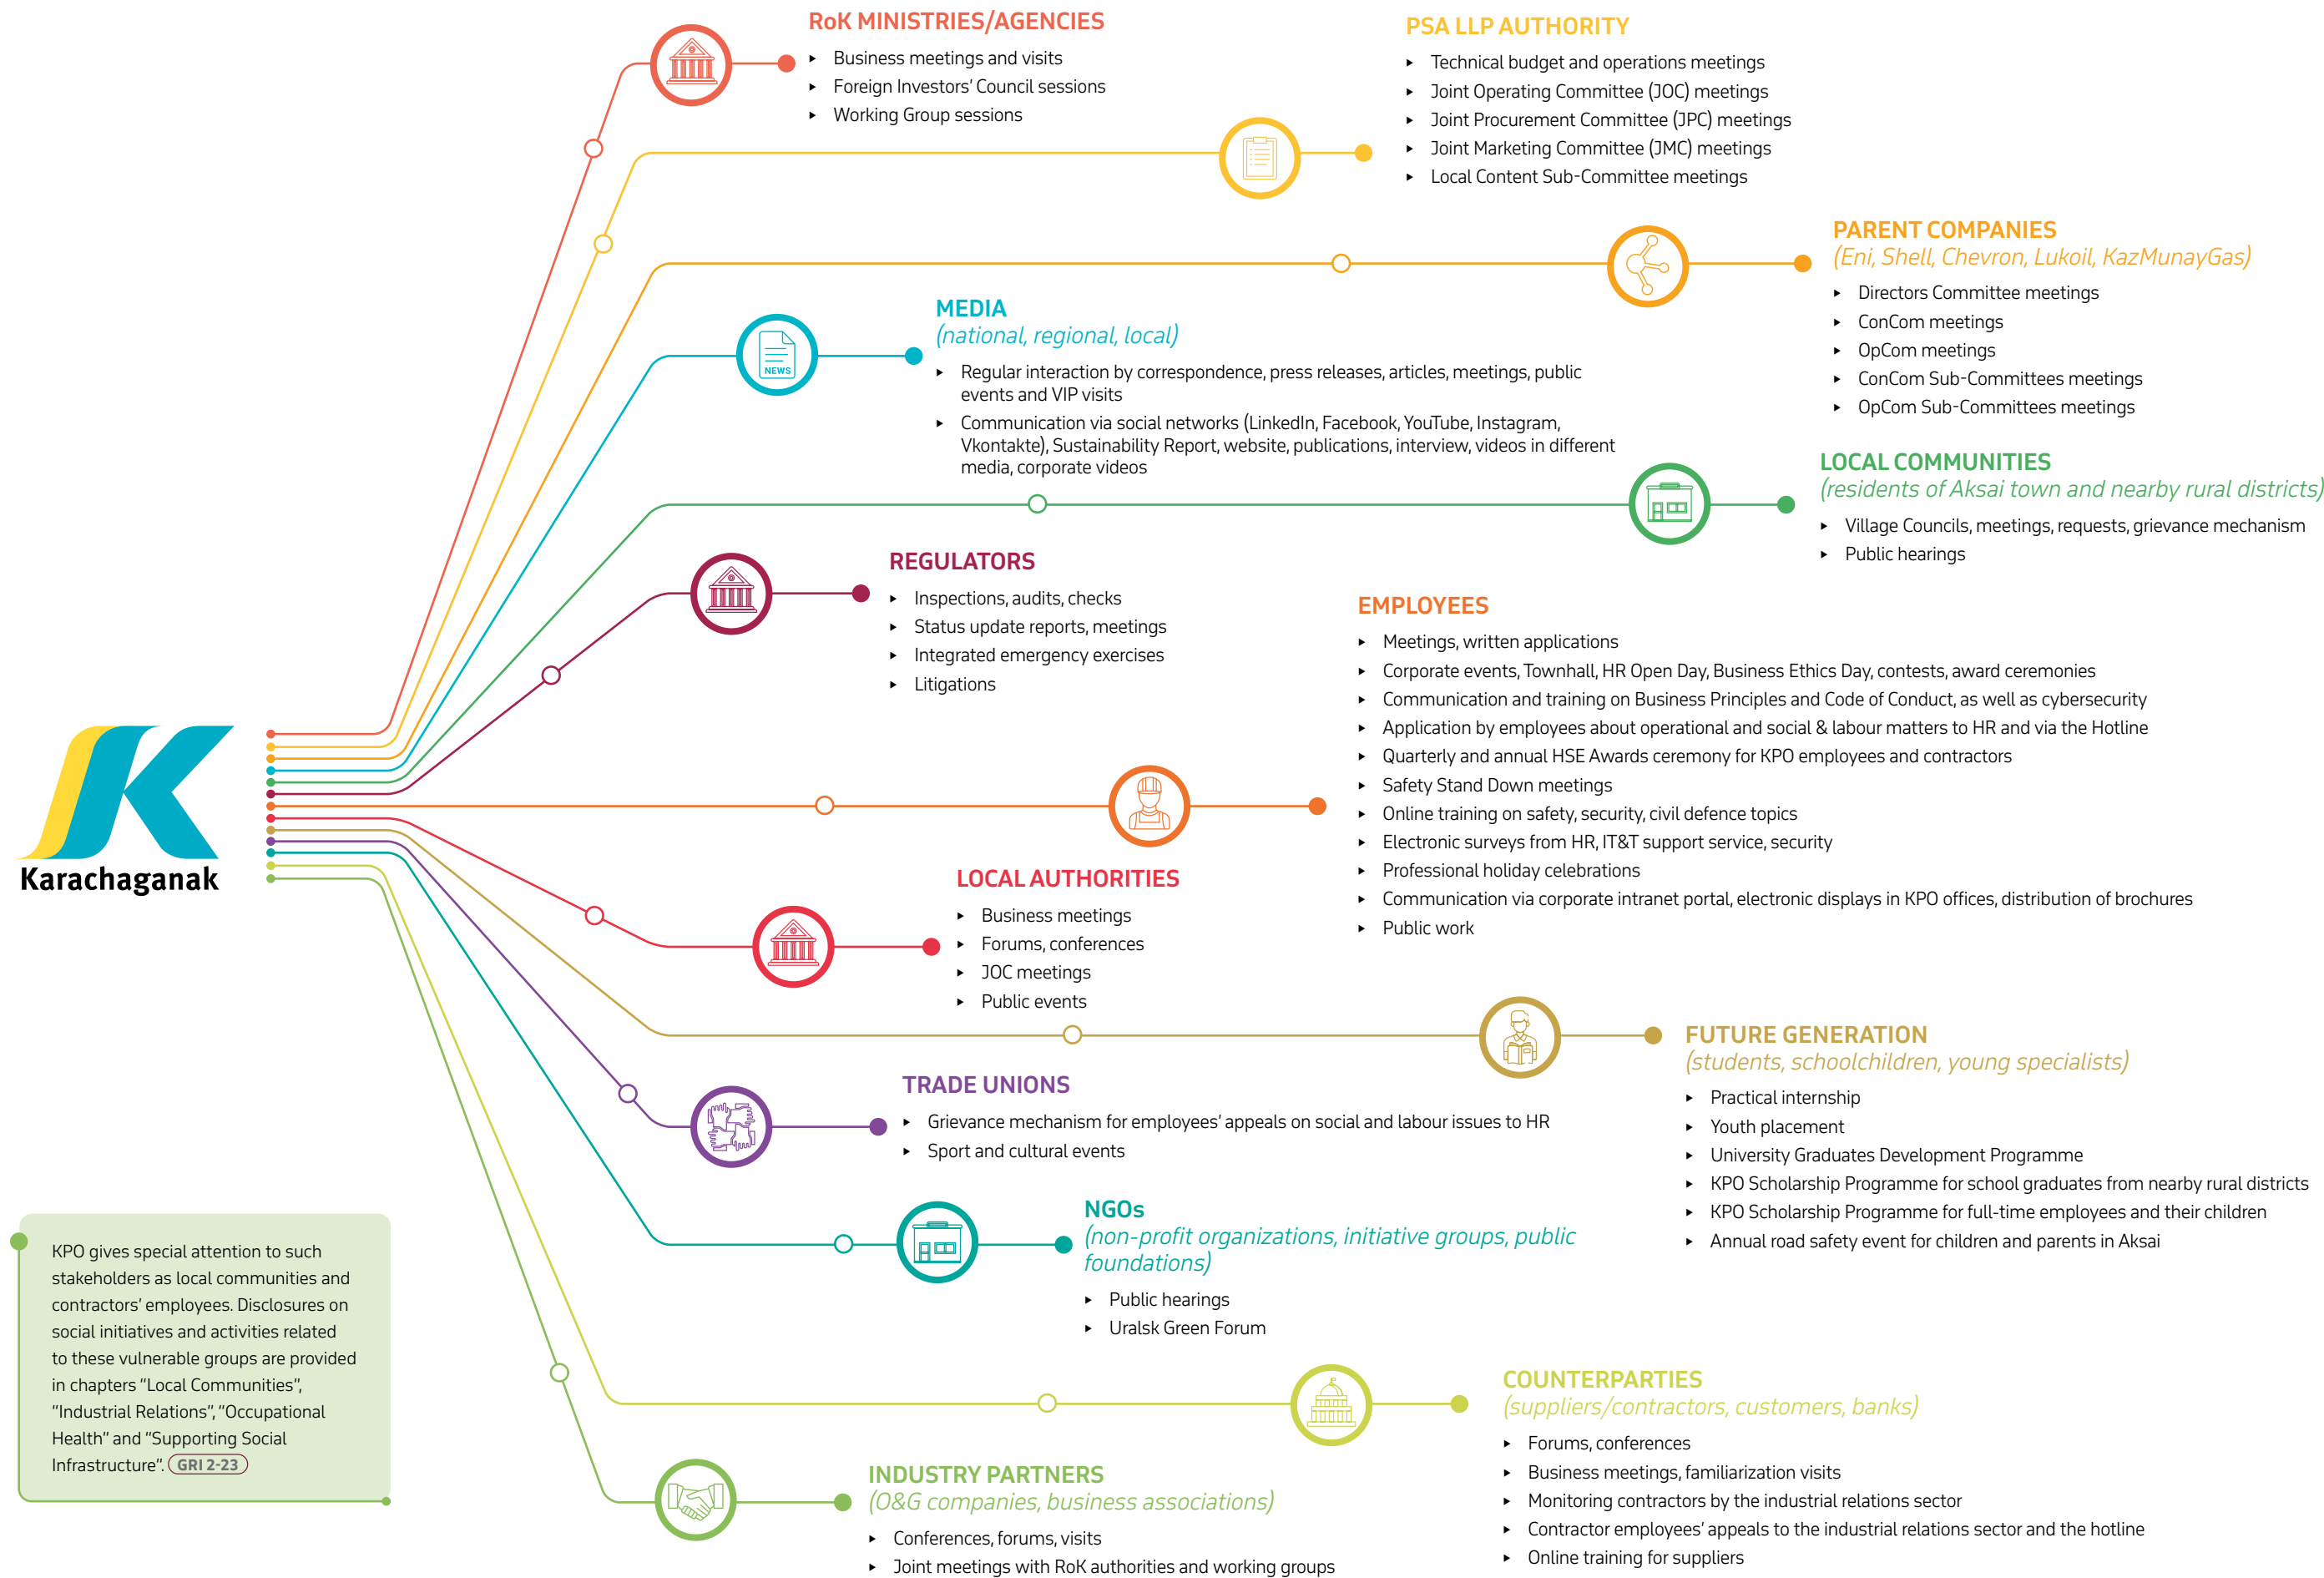 RoK MINISTRIES/AGENCIES
Business meetings and visits
Foreign Investors' Council sessions
Working Group sessions
PSA LLP AUTHORITY
Technical budget and operations meetings
Joint Operating Committee (JOC) meetings
Joint Procurement Committee (JPC) meetings
Joint Marketing Committee (JMC) meetings
Local Content Sub-Committee meetings
PARENT COMPANIES
(Eni, Shell, Chevron, Lukoil, KazMunayGas)
Directors Committee meetings
ConCom meetings
OpCom meetings
ConCom Sub-Committees meetings
OpCom Sub-Committees meetings
NEWS
MEDIA
(national, regional, local)
Regular interaction by correspondence, press releases, articles, meetings, public
events and VIP visits
Communication via social networks (LinkedIn, Facebook, YouTube, Instagram,
Vkontakte), Sustainability Report, website, publications, interview, videos in different
media, corporate videos
LOCAL COMMUNITIES
(residents of Aksai town and nearby rural districts)
Village Councils, meetings, requests, grievance mechanism
Public hearings
REGULATORS
Inspections, audits, checks
Status update reports, meetings
Integrated emergency exercises
Litigations
EMPLOYEES
Meetings, written applications
Corporate events, Townhall, HR Open Day, Business Ethics Day, contests, award ceremonies
Communication and training on Business Principles and Code of Conduct, as well as cybersecurity
Application by employees about operational and social & labour matters to HR and via the Hotline
Quarterly and annual HSE Awards ceremony for KPO employees and contractors
Safety Stand Down meetings
Online training on safety, security, civil defence topics
Electronic surveys from HR, IT&T support service, security
Professional holiday celebrations
Communication via corporate intranet portal, electronic displays in KPO offices, distribution of brochures
Public work
Karachaganak
LOCAL AUTHORITIES
Business meetings
Forums, conferences
JOC meetings
Public events
FUTURE GENERATION
(students, schoolchildren, young specialists)
Practical internship
Youth placement
University Graduates Development Programme
KPO Scholarship Programme for school graduates from nearby rural districts
KPO Scholarship Programme for full-time employees and their children
Annual road safety event for children and parents in Aksai
TRADE UNIONS
Grievance mechanism for employees' appeals on social and labour issues to HR
Sport and cultural events
NGOs
(non-profit organizations, initiative groups, public
foundations)
Public hearings
Uralsk Green Forum
KPO gives special attention to such
stakeholders as local communities and
contractors' employees. Disclosures on
social initiatives and activities related
to these vulnerable groups are provided
in chapters "Local Communities",
"Industrial Relations", "Occupational
Health" and "Supporting Social
Infrastructure". GRI 2-23
COUNTERPARTIES
(suppliers/contractors, customers, banks)
Forums, conferences
Business meetings, familiarization visits
Monitoring contractors by the industrial relations sector
Contractor employees' appeals to the industrial relations sector and the hotline
Online training for suppliers
INDUSTRY PARTNERS
(O&G companies, business associations)
Conferences, forums, visits
Joint meetings with RoK authorities and working groups